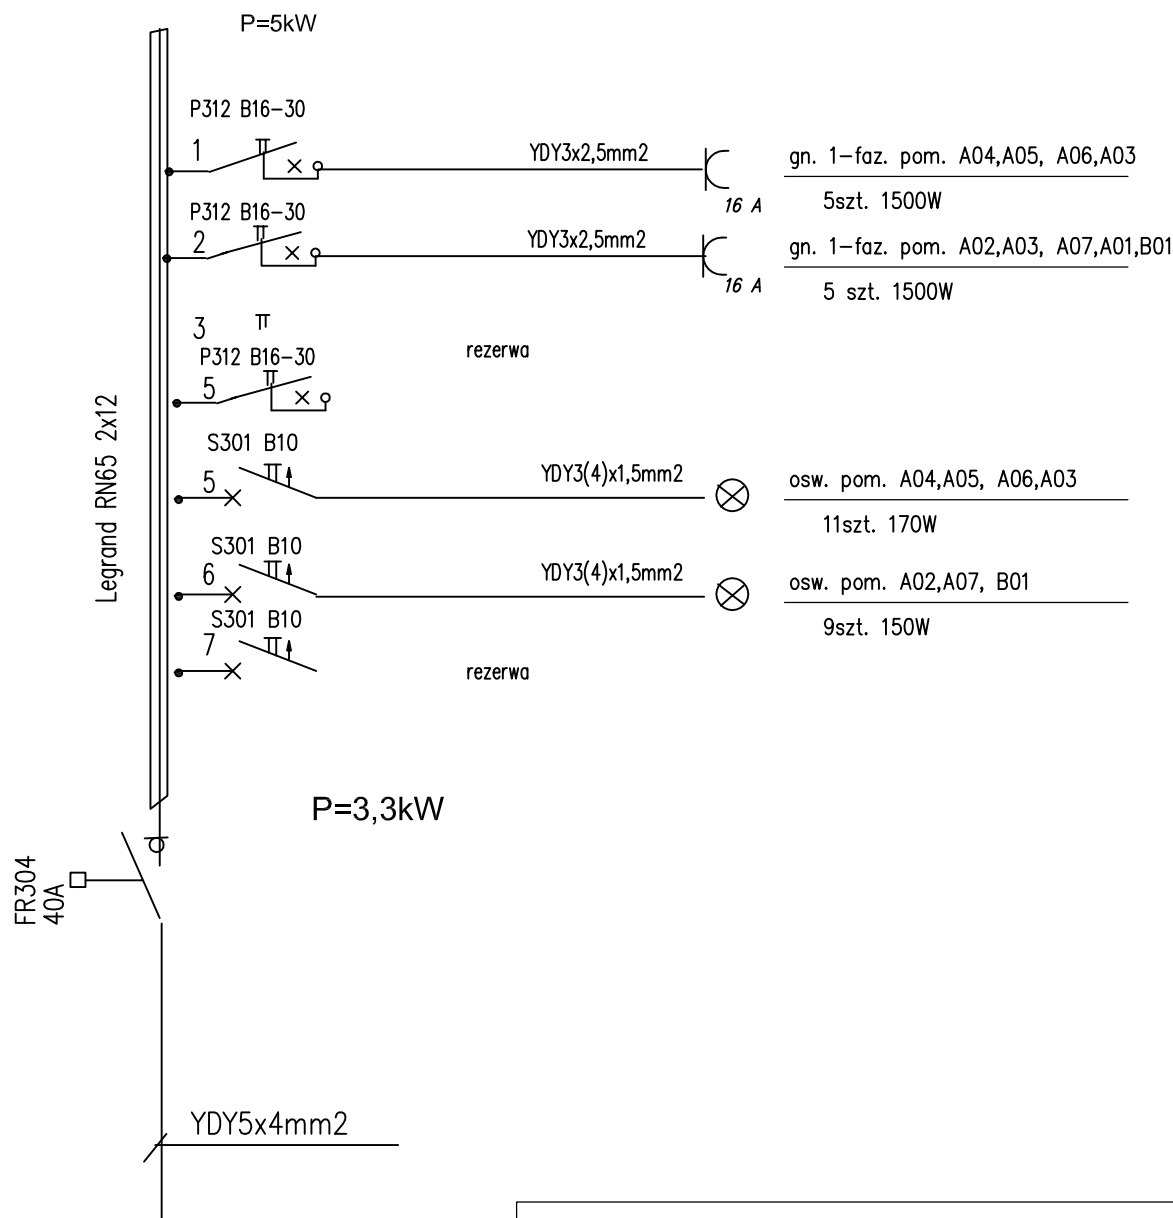 P=5kW
P312 B16-30
1
YDY3x2,5mm2
gn. 1-faz. pom. A04,A05, A06,A03
16 A
5szt. 1500W
P312 B16-30
2
YDY3x2,5mm2
gn. 1-faz. pom. A02,A03, A07,A01,B01
16 A
5 szt. 1500W
3
rezerwa
P312 B16-30
5
Legrand RN65 2x12
S301 B10
5
YDY3(4)x1,5mm2
osw. pom. A04,A05, A06,A03
11szt. 170W
S301 B10
6
YDY3(4)x1,5mm2
osw. pom. A02,A07, B01
9szt. 150W
S301 B10
7
rezerwa
P=3,3kW
FR304
40A
YDY5x4mm2